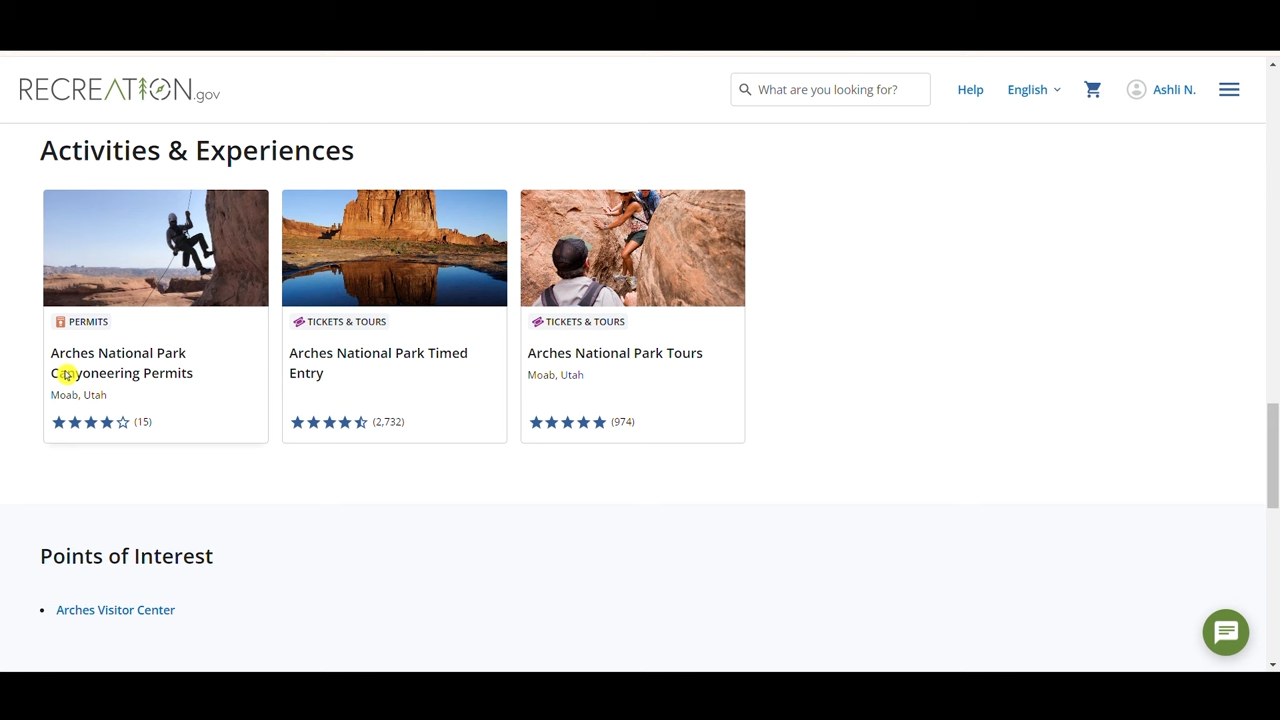 RECREATION.gov
What are you looking for?
Help
English
Ashli N.
Activities & Experiences
PERMITS
Arches National Park
Canyoneering Permits
Moab, Utah
(15)
TICKETS & TOURS
Arches National Park Timed
Entry
(2,732)
TICKETS & TOURS
Arches National Park Tours
Moab, Utah
(974)
Points of Interest
• Arches Visitor Center